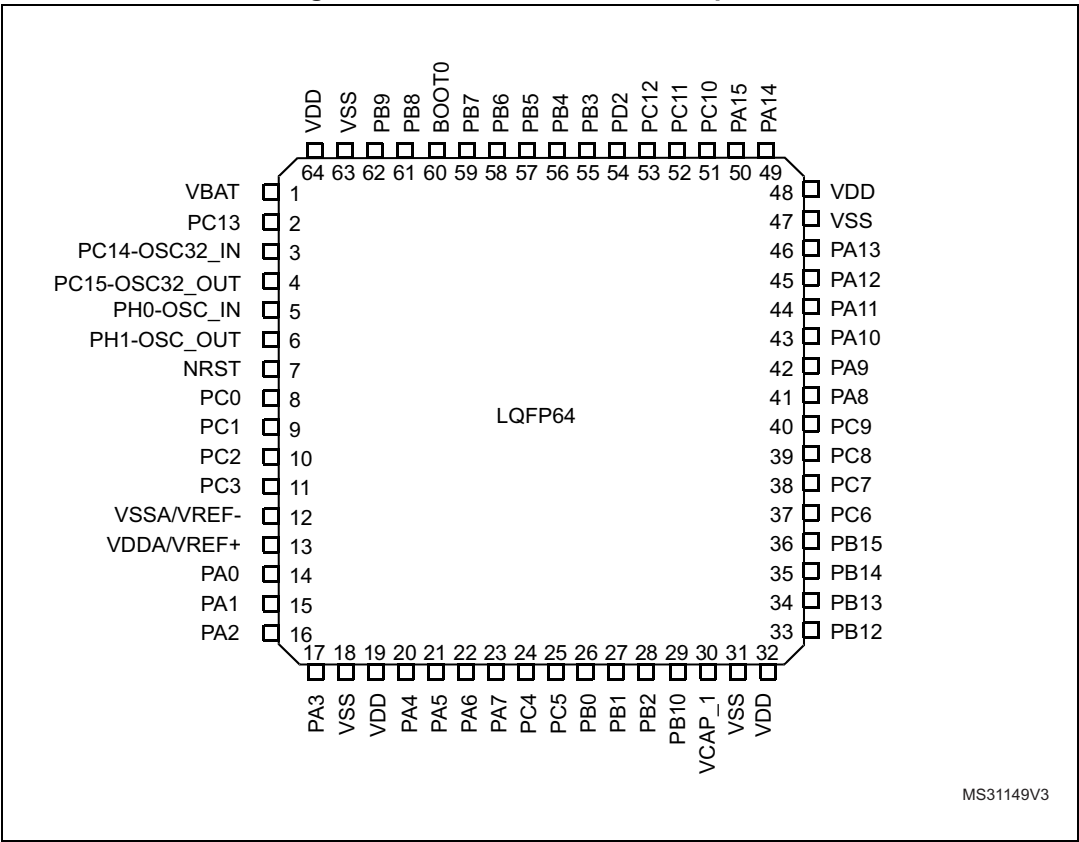 VDD VSS PB9 PB8 BOOT0 PB7 PB6 PB5 PB4 PB3 PD2 PC12 PC11 PC10 PA15 PA14
64 63 62 61 60 59 58 57 56 55 54 53 52 51 50 49
VBAT 1 48 VDD
PC13 2 47 VSS
PC14-OSC32_IN 3 46 PA13
PC15-OSC32_OUT 4 45 PA12
PH0-OSC_IN 5 44 PA11
PH1-OSC_OUT 6 43 PA10
NRST 7 42 PA9
PC0 8 41 PA8
LQFP64
PC1 9 40 PC9
PC2 10 39 PC8
PC3 11 38 PC7
VSSA/VREF- 12 37 PC6
VDDA/VREF+ 13 36 PB15
PA0 14 35 PB14
PA1 15 34 PB13
PA2 16 33 PB12
17 18 19 20 21 22 23 24 25 26 27 28 29 30 31 32
PA3 VSS VDD PA4 PA5 PA6 PA7 PC4 PC5 PB0 PB1 PB2 PB10 VCAP_1 VSS VDD
MS31149V3